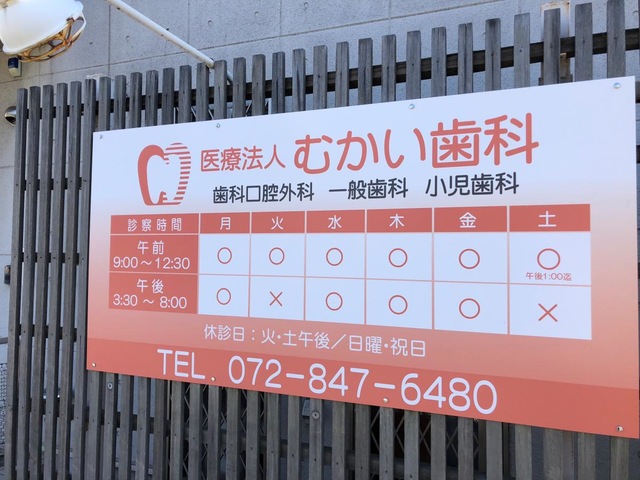 医療法人 むかい歯科
歯科口腔外科 一般歯科 小児歯科
診察時間 月 火 水 木 金 土
午前 9:00〜12:30 ○ ○ ○ ○ ○ ○ 午後1:00迄
午後 3:30〜8:00 ○ × ○ ○ ○ ×
休診日：火・土午後／日曜・祝日
TEL 072-847-6480